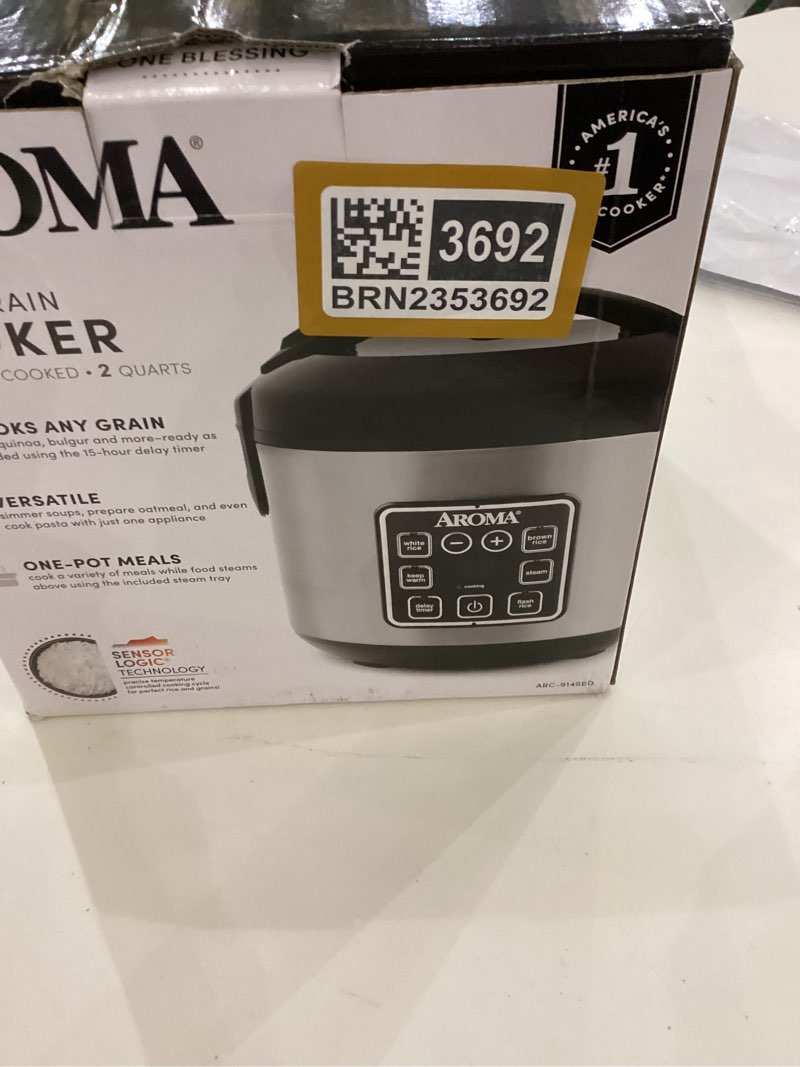 ONE BLESSING
OMA®
AMERICA'S
#1
COOKER
3692
BRN2353692
RAIN
KER
COOKED • 2 QUARTS
OKS ANY GRAIN
quinoa, bulgur and more–ready as
ded using the 15-hour delay timer
VERSATILE
simmer soups, prepare oatmeal, and even
cook pasta with just one appliance
ONE-POT MEALS
cook a variety of meals while food steams
above using the included steam tray
SENSOR
LOGIC®
TECHNOLOGY
precise temperature
controlled cooking cycle
for perfect rice and grains!
AROMA®
white
rice
− +
brown
rice
keep
warm
steam
cooking
delay
timer
flash
rice
ARC-914SBD